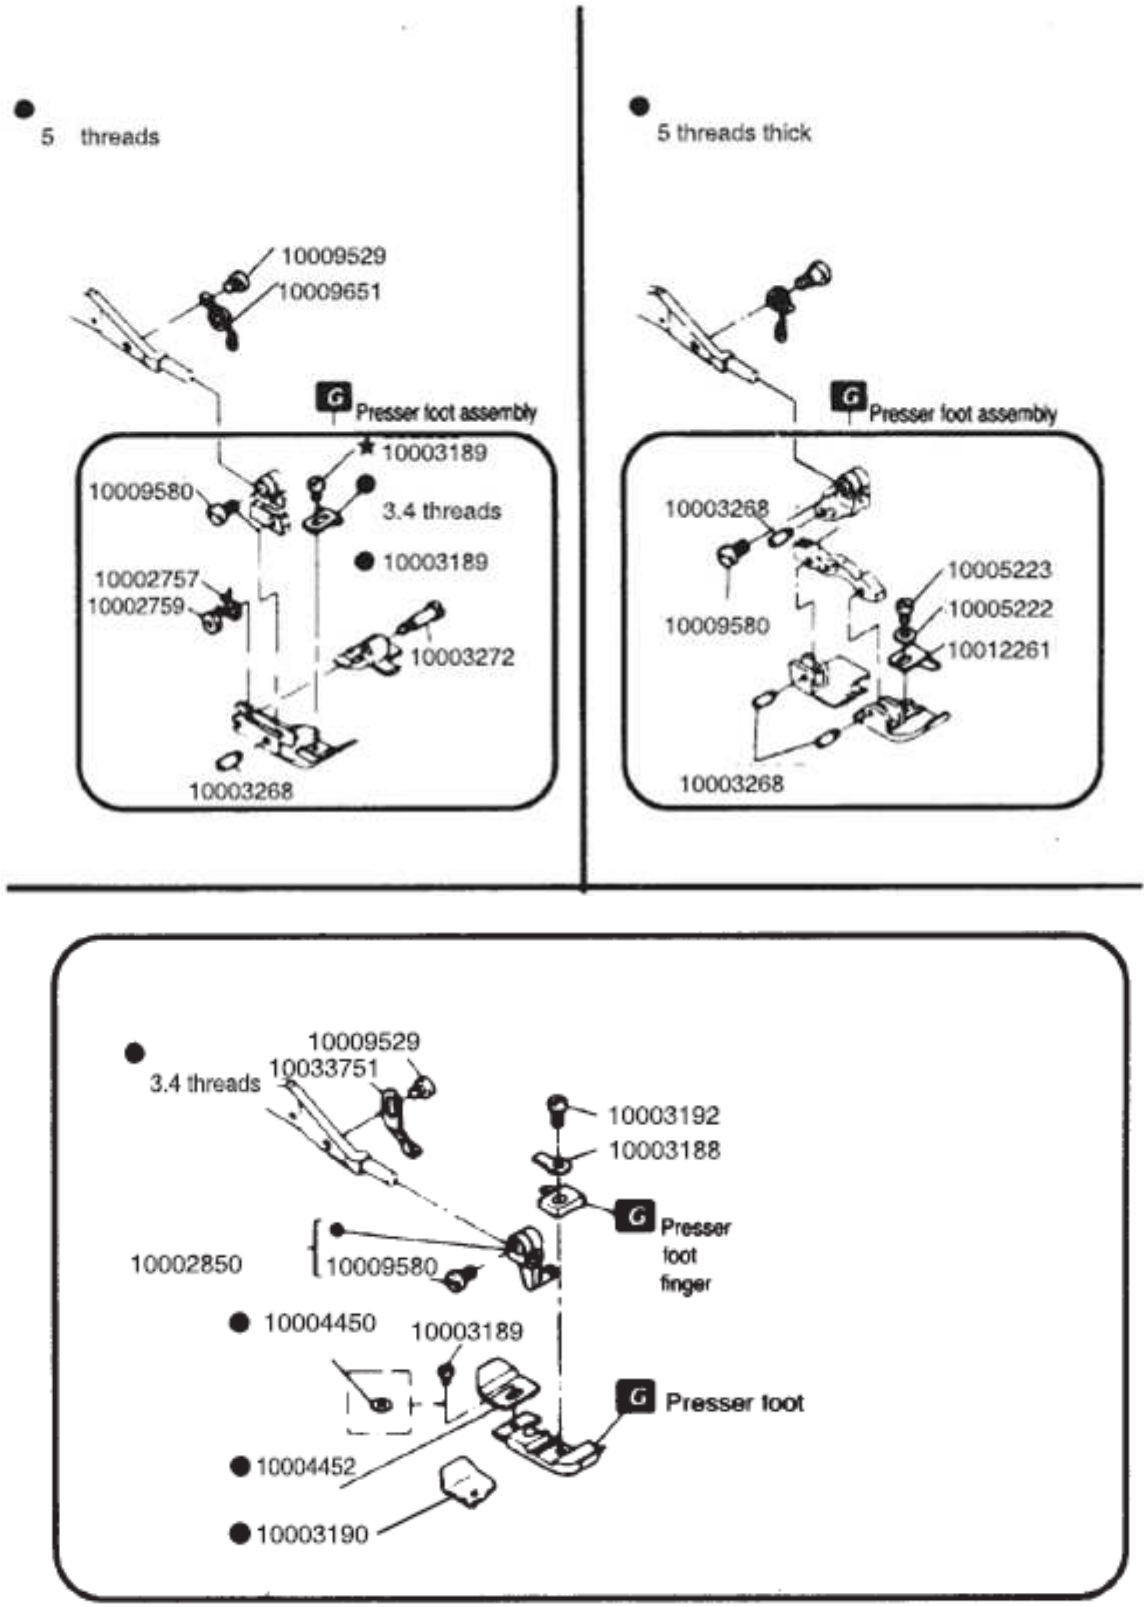 5 threads
10009529
10009651
G
Presser foot assembly
★ 10003189
10009580
3.4 threads
10003189
10002757
10002759
10003272
10003268
5 threads thick
G
Presser foot assembly
10003268
10005223
10005222
10009580
10012261
10003268
10009529
10033751
3.4 threads
10003192
10003188
G
Presser
foot
finger
10002850
10009580
10004450
10003189
G Presser foot
10004452
10003190